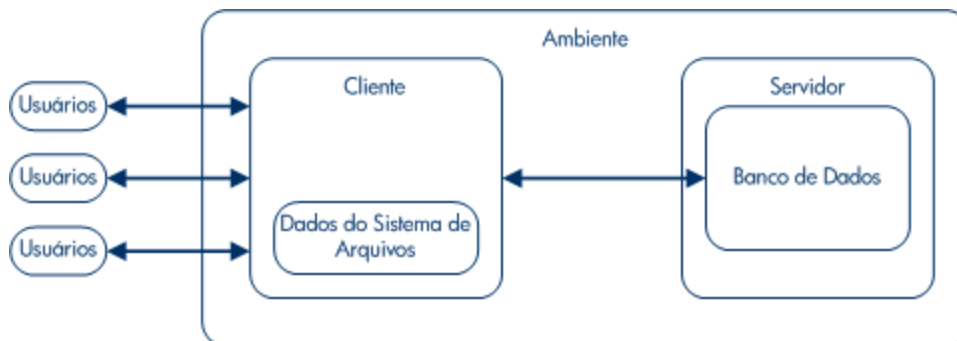 Ambiente
Cliente
Servidor
Usuários
Usuários
Usuários
Dados do Sistema de
Arquivos
Banco de Dados